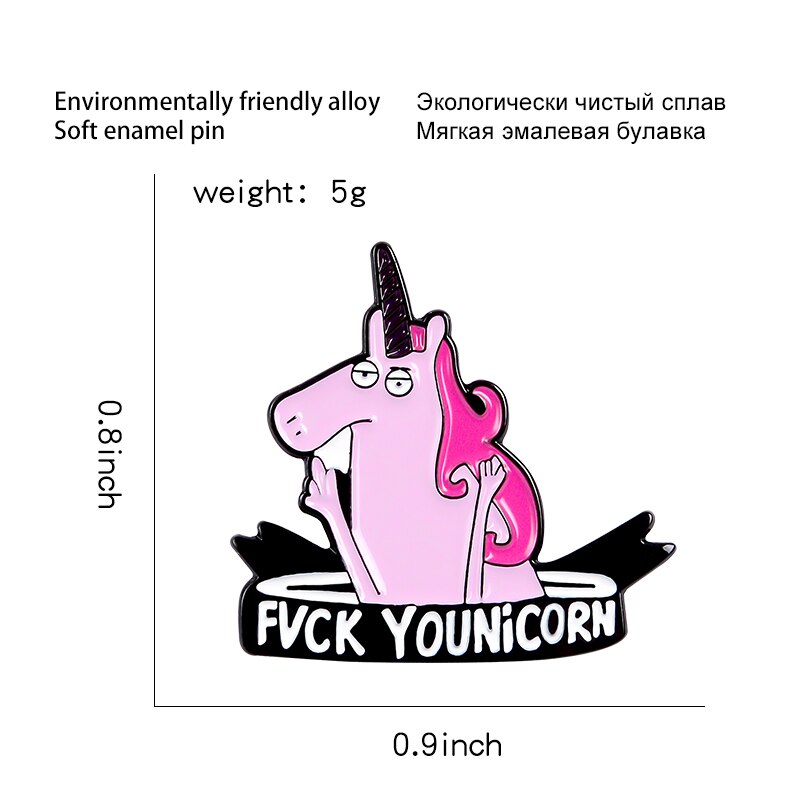 Environmentally friendly alloy
Soft enamel pin
Экологически чистый сплав
Мягкая эмалевая булавка
weight: 5g
0.8inch
FVCK YOUNiCORN
0.9inch